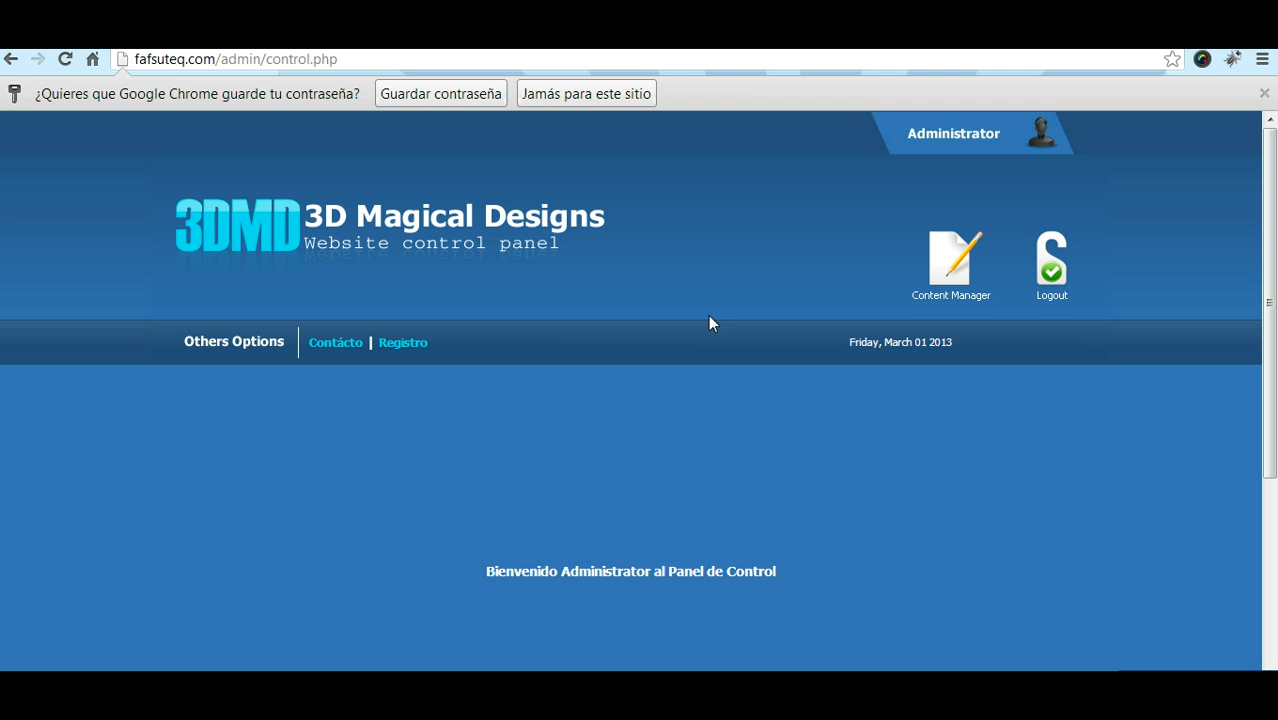 fafsuteq.com/admin/control.php
¿Quieres que Google Chrome guarde tu contraseña? Guardar contraseña Jamás para este sitio
Administrator
3DMD 3D Magical Designs
Website control panel
Content Manager Logout
Others Options Contácto | Registro Friday, March 01 2013
Bienvenido Administrator al Panel de Control